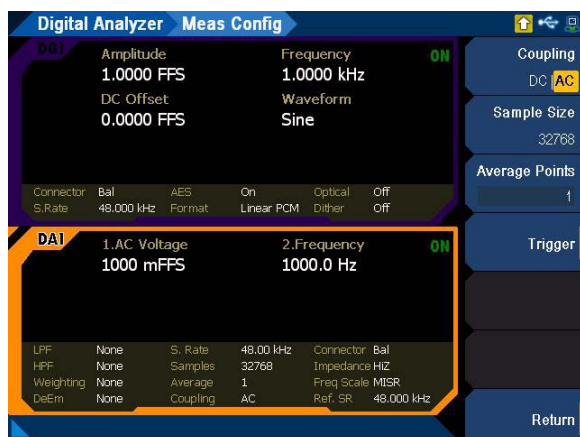 Digital Analyzer Meas Config
DG1
Amplitude Frequency ON
1.0000 FFS 1.0000 kHz
DC Offset Waveform
0.0000 FFS Sine
Connector Bal AES On Optical Off
S.Rate 48.000 kHz Format Linear PCM Dither Off
DA1
1.AC Voltage 2.Frequency ON
1000 mFFS 1000.0 Hz
LPF None S. Rate 48.00 kHz Connector Bal
HPF None Samples 32768 Impedance HiZ
Weighting None Average 1 Freq Scale MISR
DeEm None Coupling AC Ref. SR 48.000 kHz
Coupling
DC AC
Sample Size
32768
Average Points
1
Trigger
Return